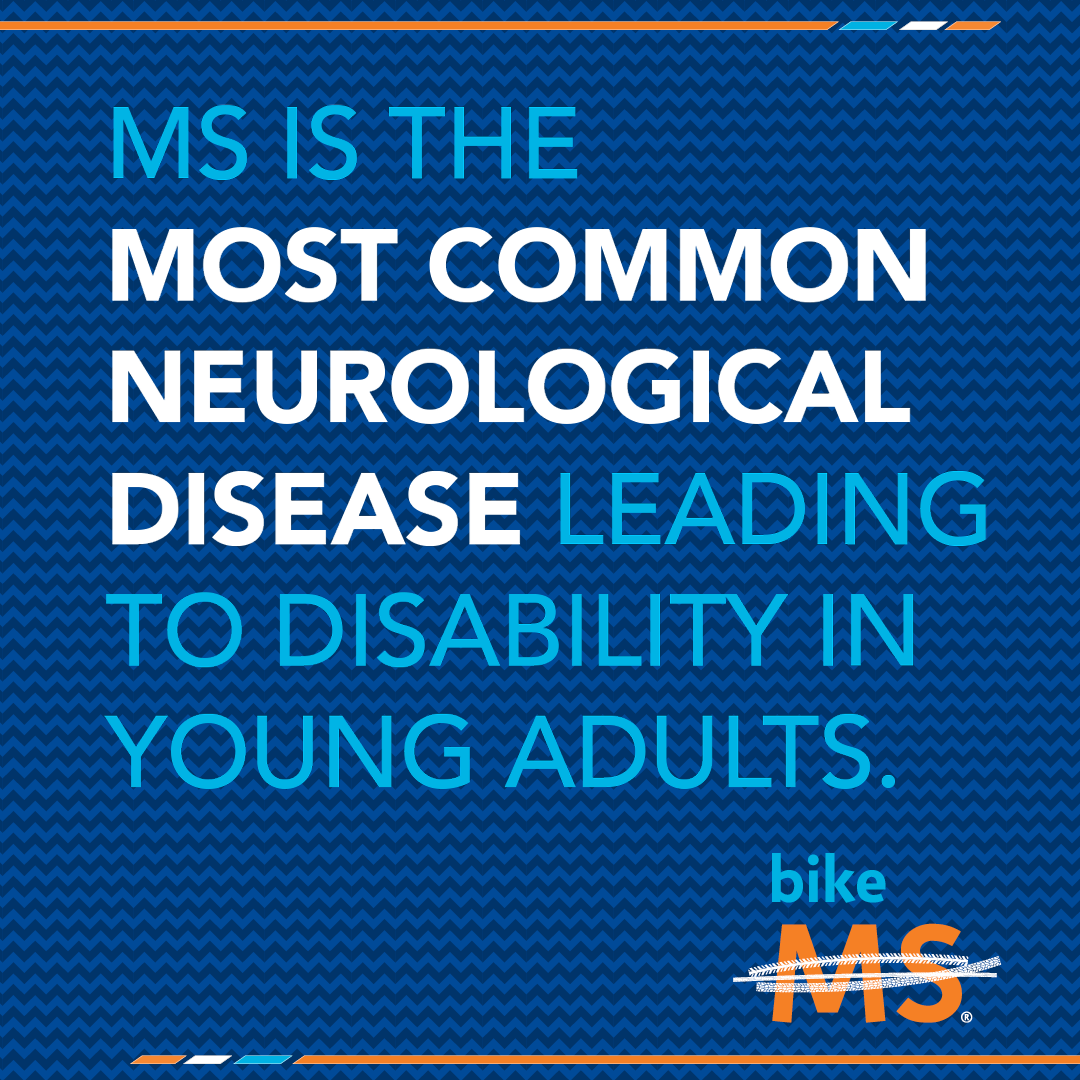 MS IS THE
MOST COMMON
NEUROLOGICAL
DISEASE LEADING
TO DISABILITY IN
YOUNG ADULTS.
bike
MS®